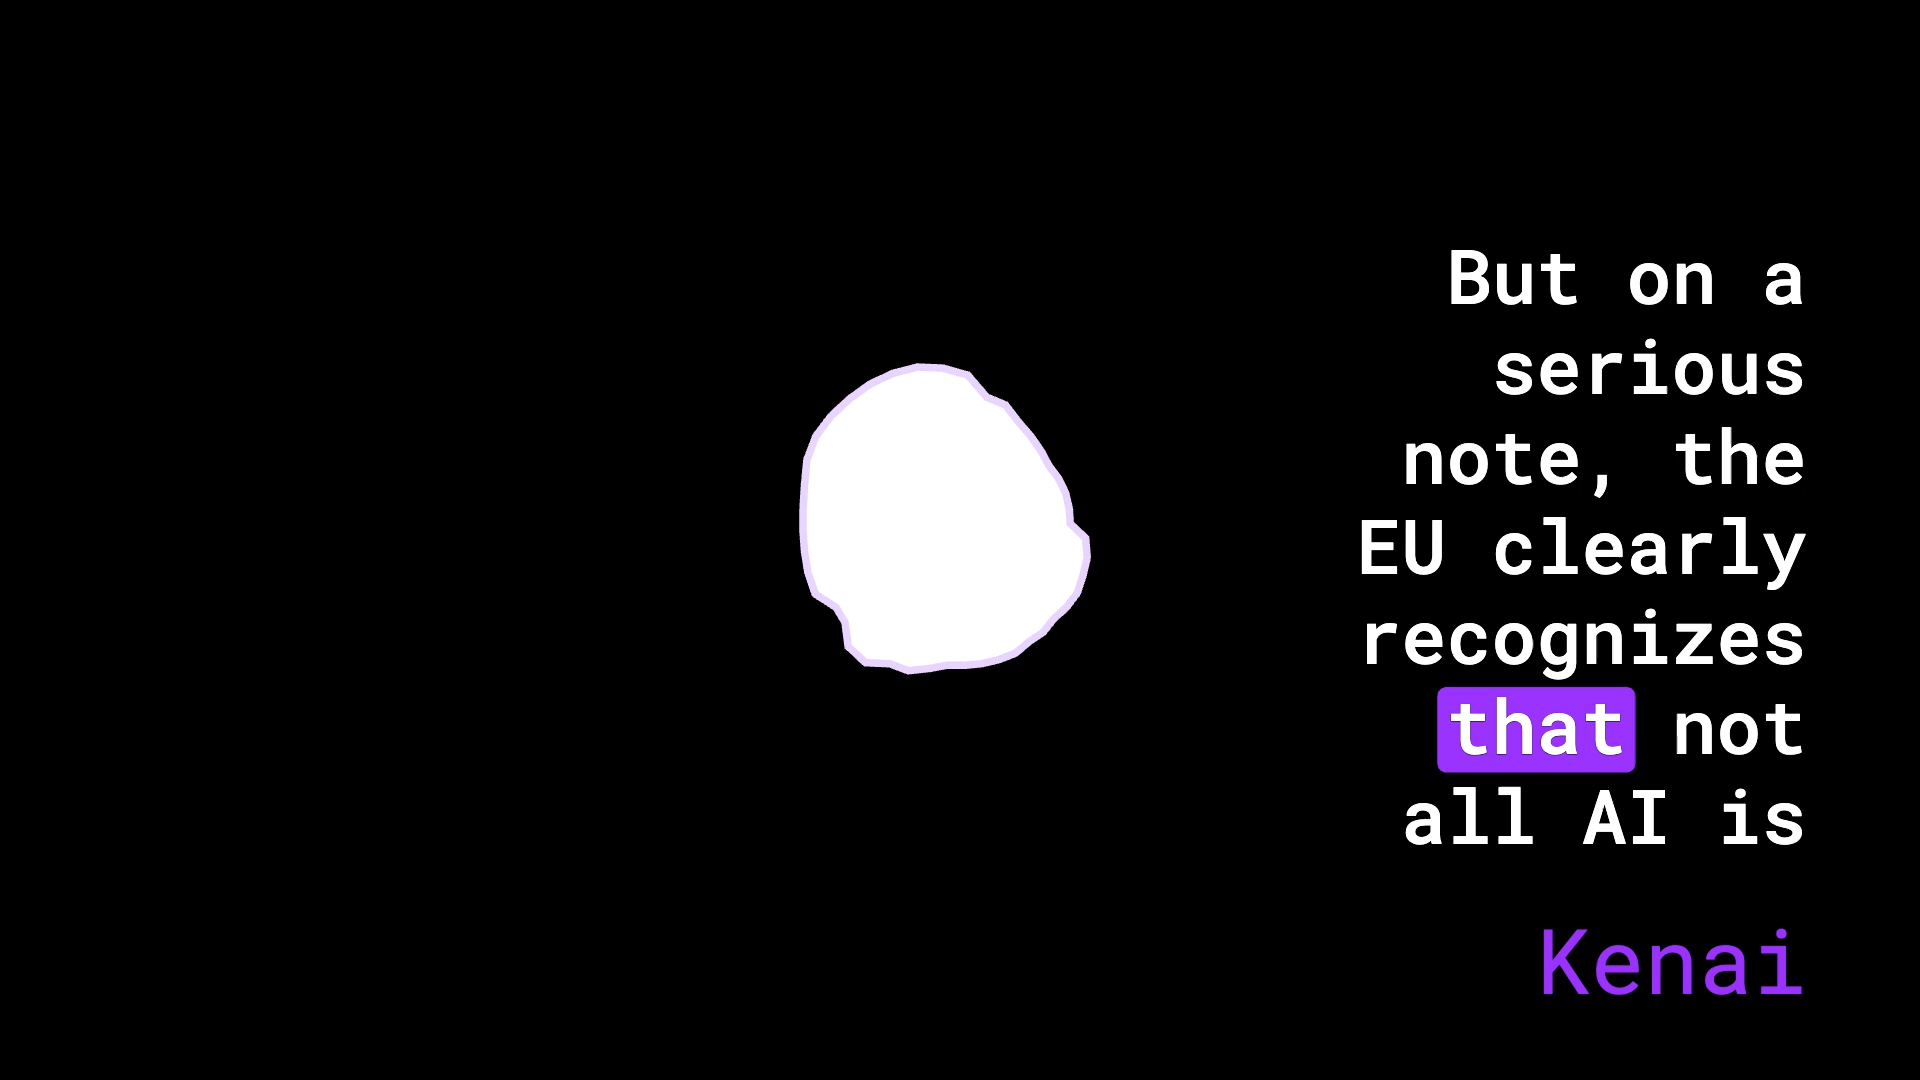 But on a
serious
note, the
EU clearly
recognizes
that not
all AI is
Kenai